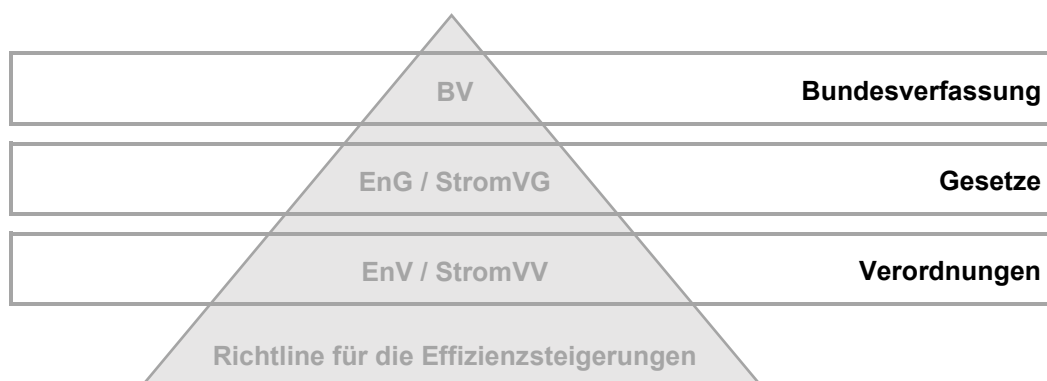 BV Bundesverfassung
EnG / StromVG Gesetze
EnV / StromVV Verordnungen
Richtline für die Effizienzsteigerungen